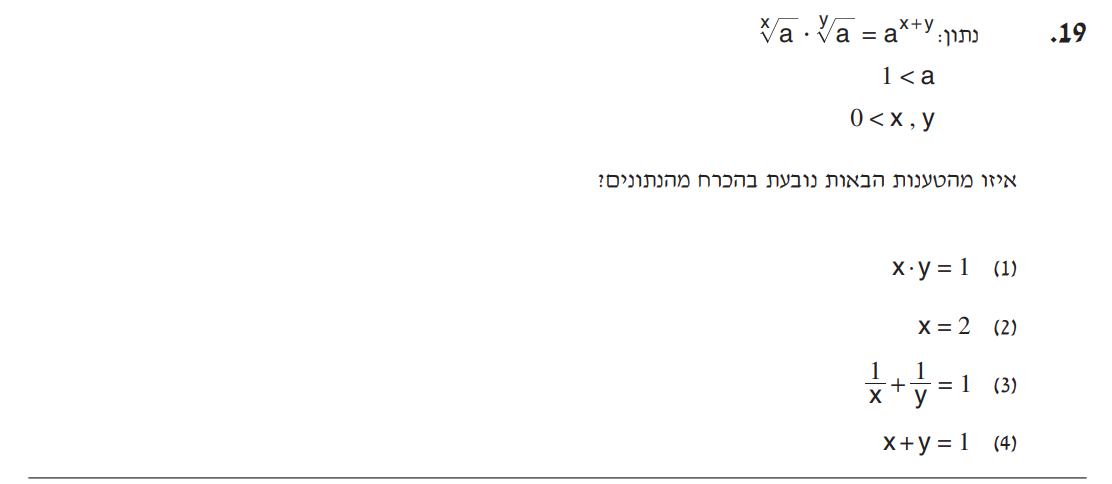 19. נתון: $\sqrt[x]{a} \cdot \sqrt[y]{a} = a^{x+y}$
1 < a
0 < x , y
איזו מהטענות הבאות נובעת בהכרח מהנתונים?
(1) x · y = 1
(2) x = 2
(3) $\frac{1}{x} + \frac{1}{y} = 1$
(4) x + y = 1